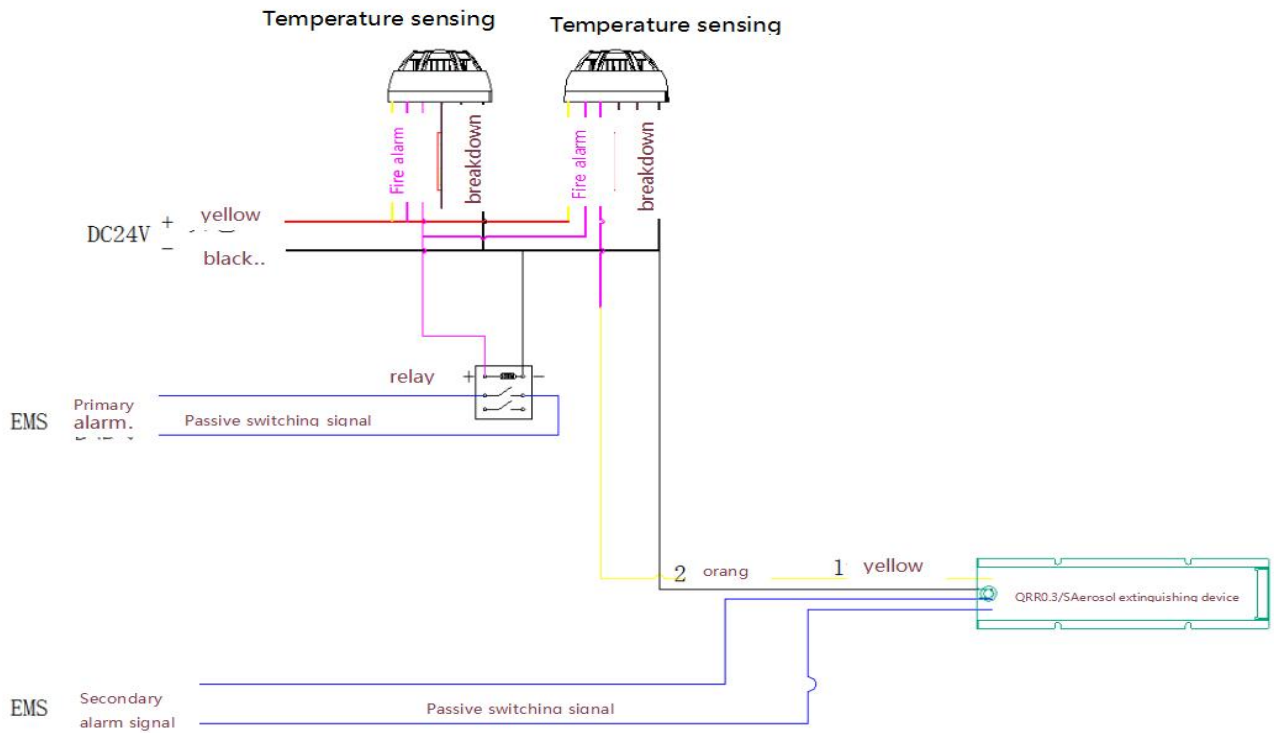 Temperature sensing
Temperature sensing
Fire alarm
breakdown
Fire alarm
breakdown
DC24V
+
yellow
−
black..
relay
+
−
EMS
Primary
alarm.
Passive switching signal
2
orang
1
yellow
QRR0.3/SAerosol extinguishing device
EMS
Secondary
alarm signal
Passive switching signal